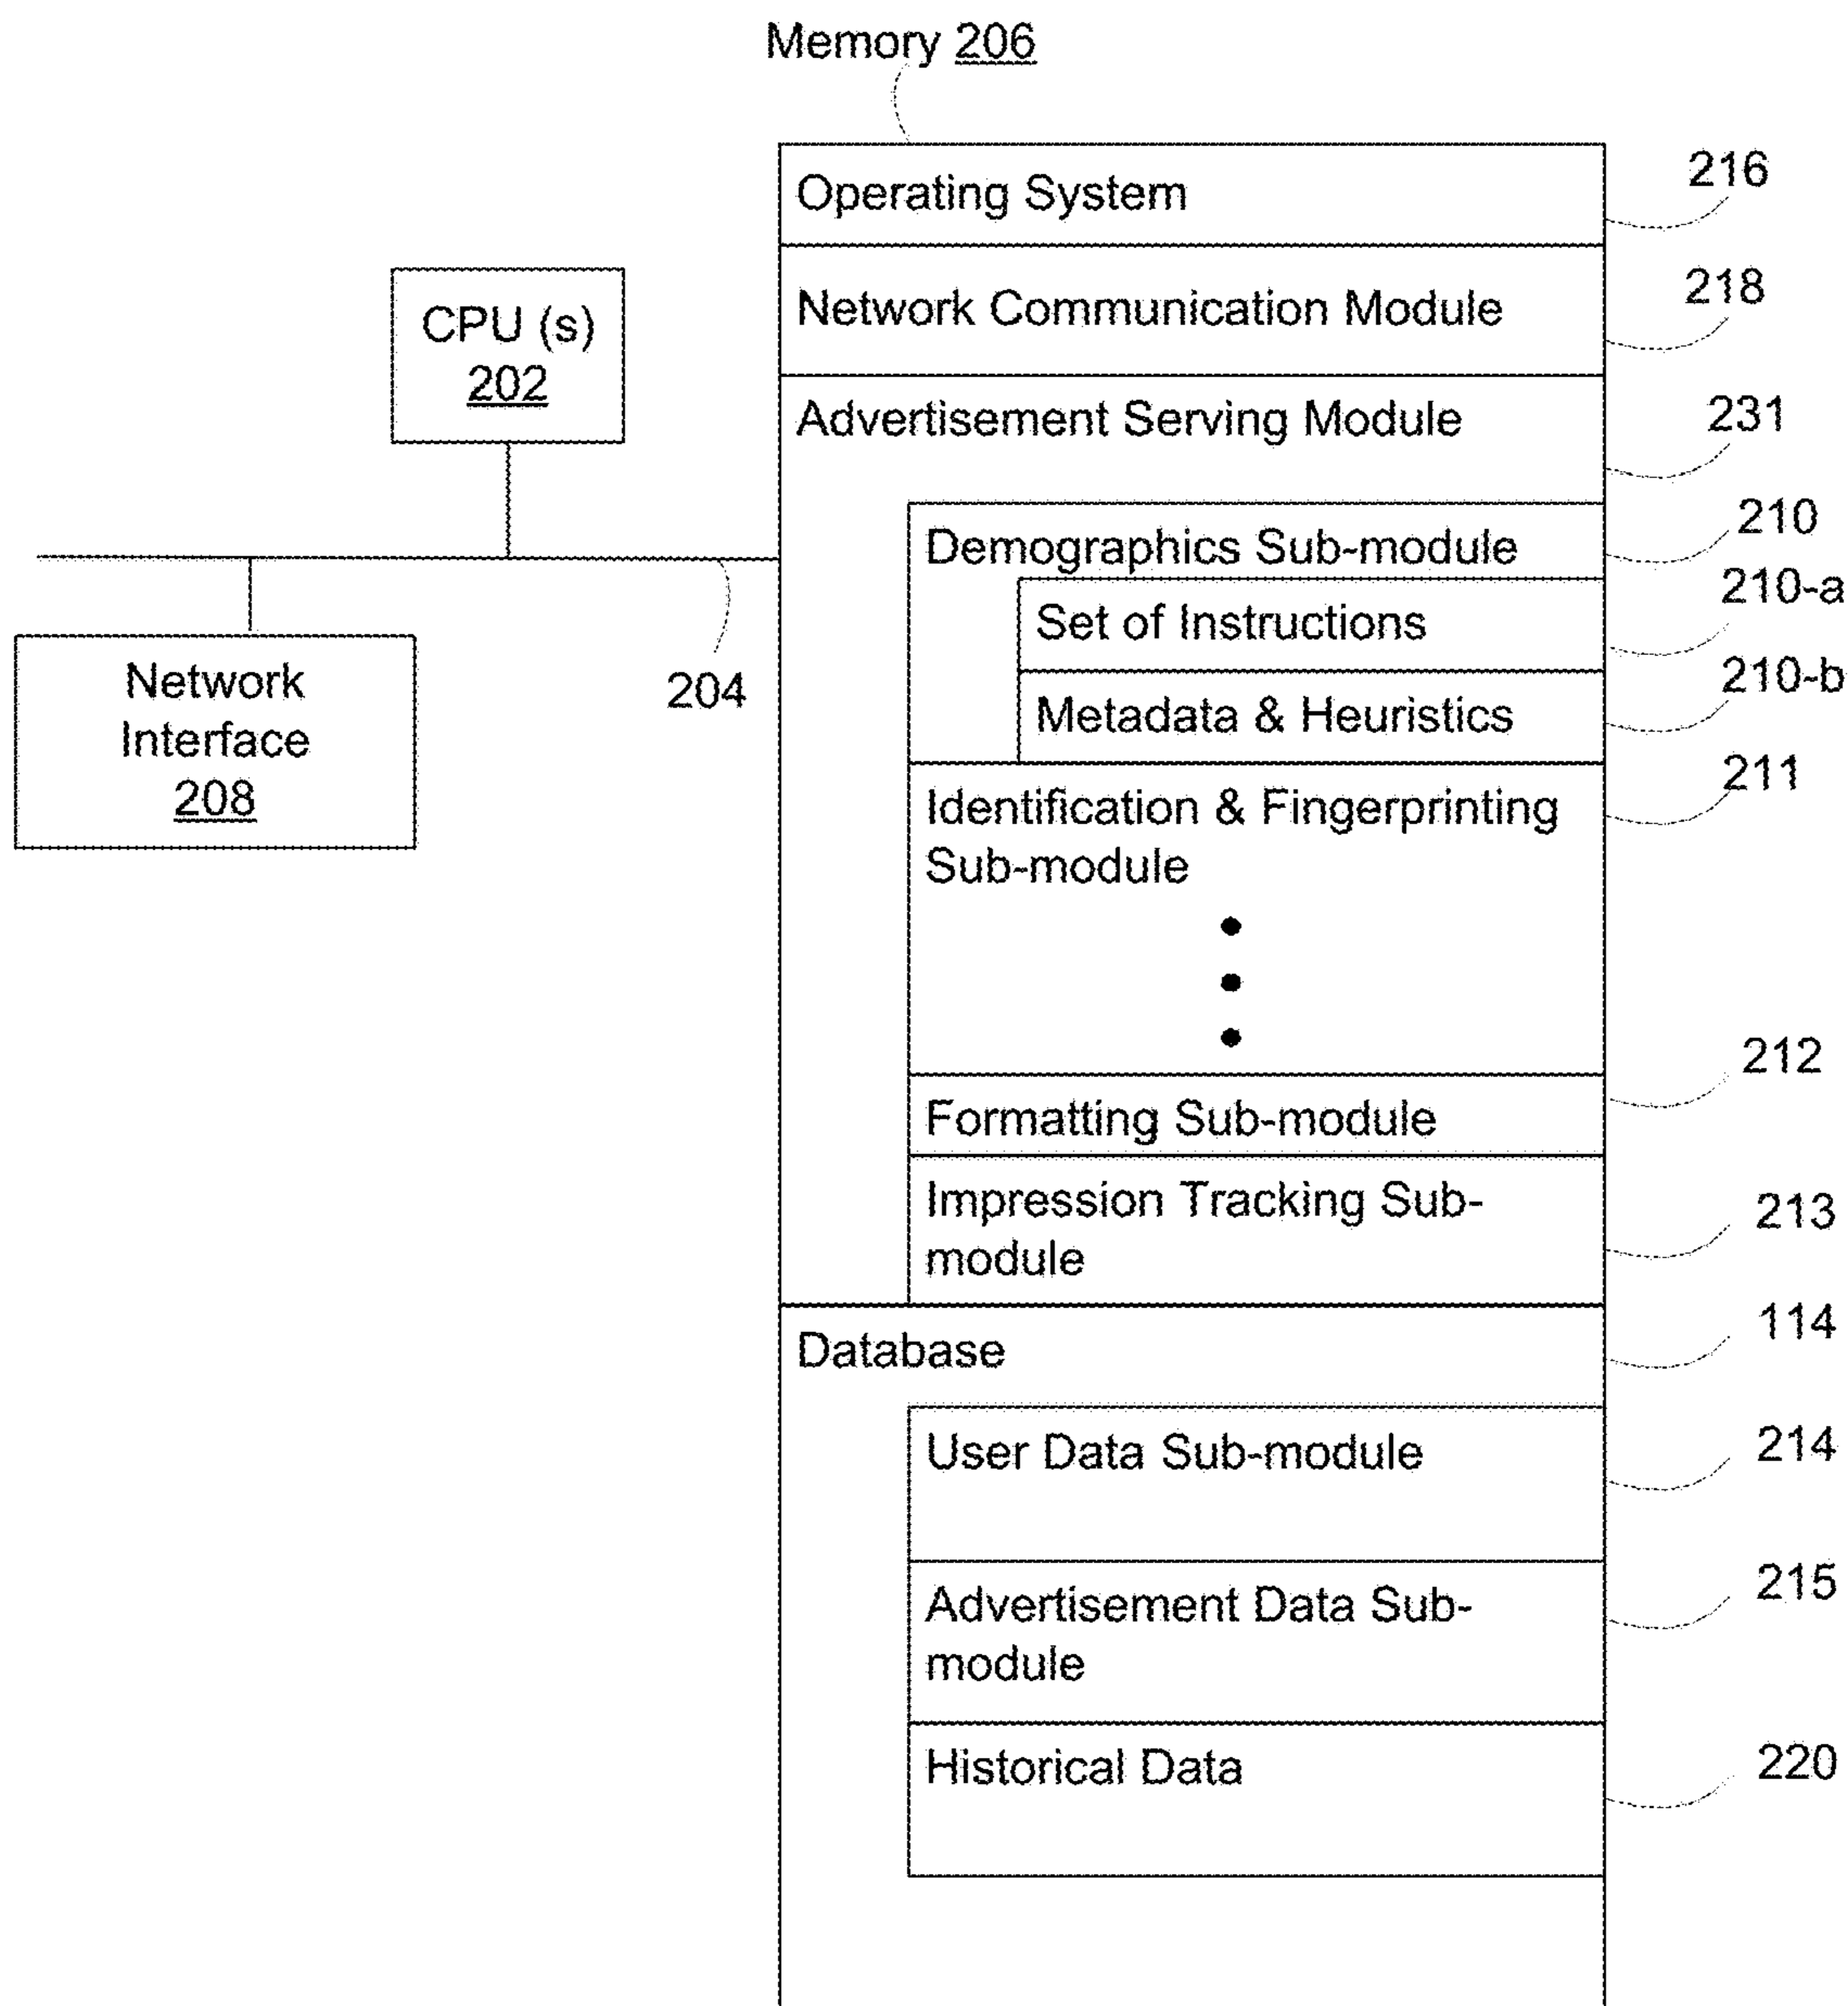 Memory 206
Operating System
216
Network Communication Module
218
CPU (s)
202
Advertisement Serving Module
231
Demographics Sub-module
210
Set of Instructions
210-a
Metadata & Heuristics
210-b
204
Network
Interface
208
Identification & Fingerprinting
Sub-module
211
Formatting Sub-module
212
Impression Tracking Sub-
module
213
Database
114
User Data Sub-module
214
Advertisement Data Sub-
module
215
Historical Data
220